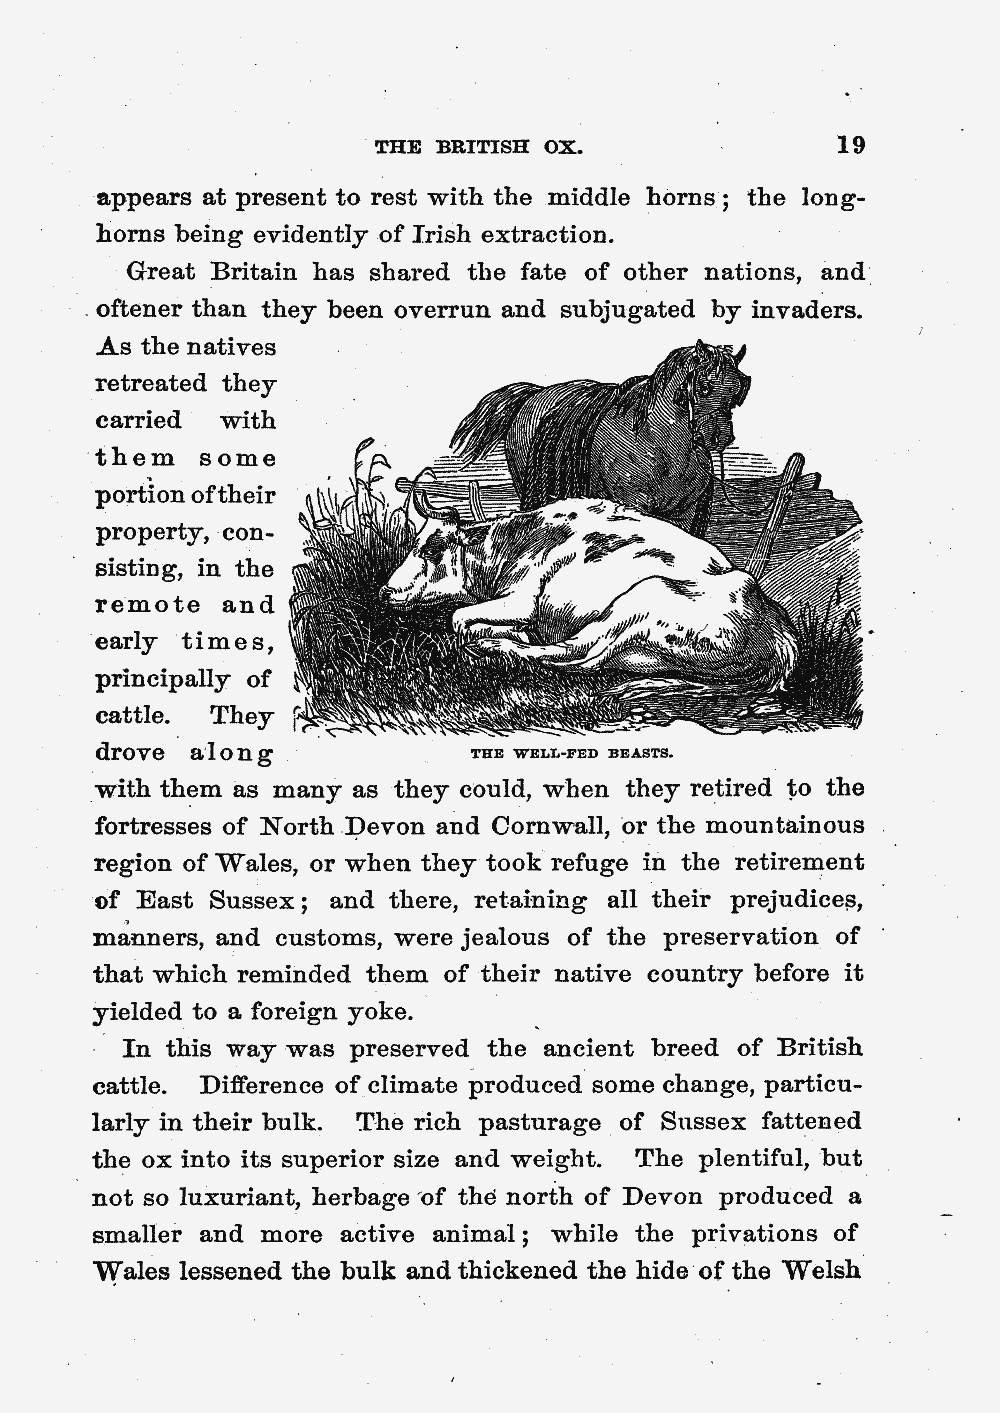 THE BRITISH OX. 19
appears at present to rest with the middle horns; the long-
horns being evidently of Irish extraction.
Great Britain has shared the fate of other nations, and
oftener than they been overrun and subjugated by invaders.
As the natives
retreated they
carried with
them some
portion of their
property, con-
sisting, in the
remote and
early times,
principally of
cattle. They
drove along
THE WELL-FED BEASTS.
with them as many as they could, when they retired to the
fortresses of North Devon and Cornwall, or the mountainous
region of Wales, or when they took refuge in the retirement
of East Sussex; and there, retaining all their prejudices,
manners, and customs, were jealous of the preservation of
that which reminded them of their native country before it
yielded to a foreign yoke.
In this way was preserved the ancient breed of British
cattle. Difference of climate produced some change, particu-
larly in their bulk. The rich pasturage of Sussex fattened
the ox into its superior size and weight. The plentiful, but
not so luxuriant, herbage of the north of Devon produced a
smaller and more active animal; while the privations of
Wales lessened the bulk and thickened the hide of the Welsh